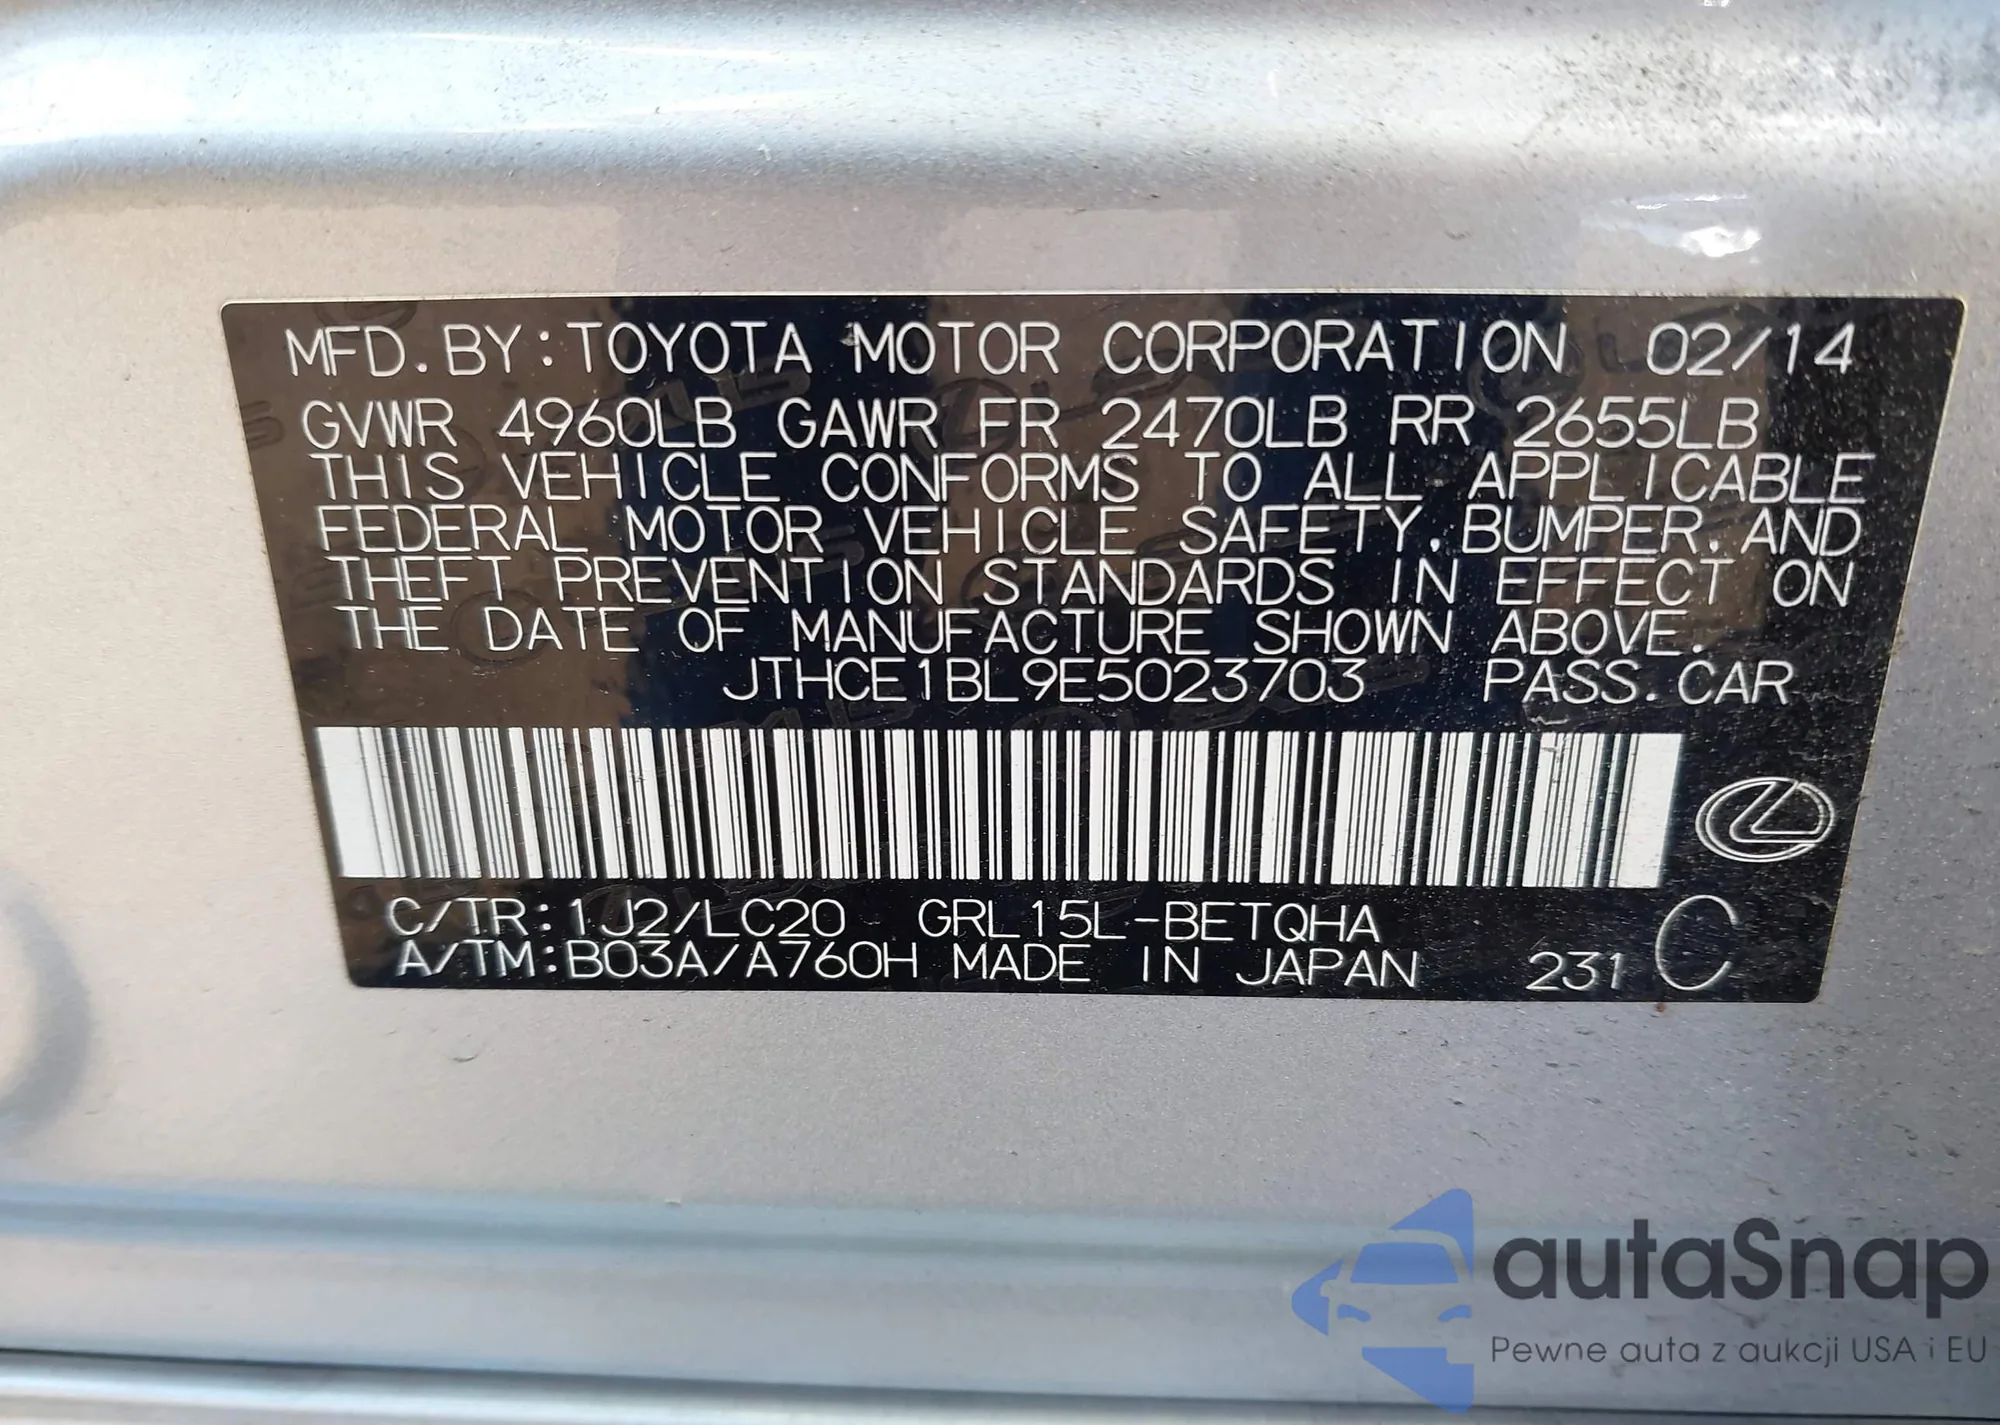 MFD. BY: TOYOTA MOTOR CORPORATION 02/14
GVWR 4960LB GAWR FR 2470LB RR 2655LB
THIS VEHICLE CONFORMS TO ALL APPLICABLE
FEDERAL MOTOR VEHICLE SAFETY, BUMPER, AND
THEFT PREVENTION STANDARDS IN EFFECT ON
THE DATE OF MANUFACTURE SHOWN ABOVE.
JTHCE1BL9E5023703 PASS. CAR
C/TR: 1J2/LC20 GRL15L-BETQHA
A/TM: B03A/A760H MADE IN JAPAN 231 C
autaSnap
Pewne auta z aukcji USA i EU